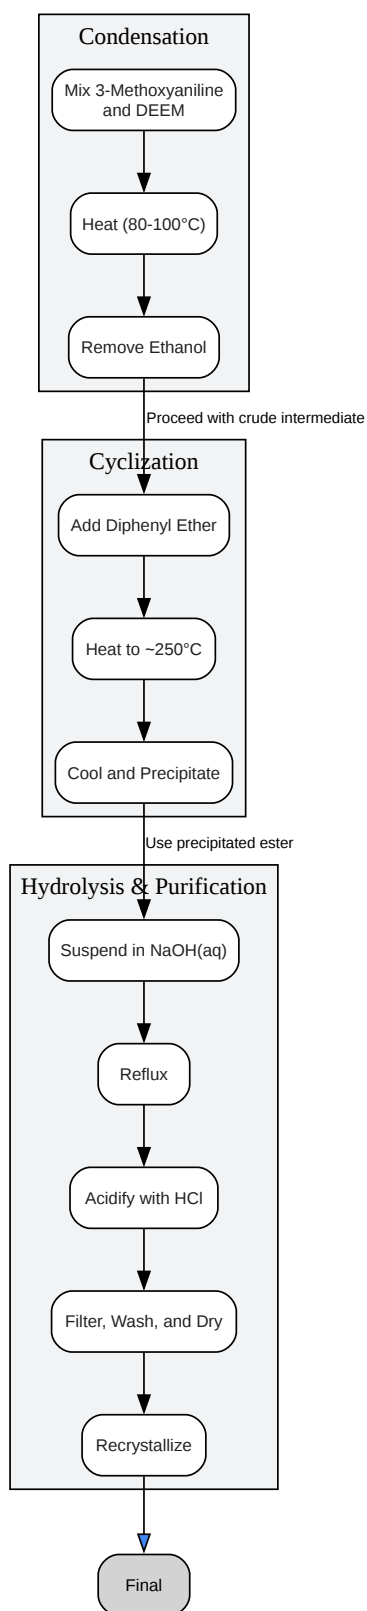 Condensation
Mix 3-Methoxyaniline
and DEEM
Heat (80-100°C)
Remove Ethanol
Proceed with crude intermediate
Cyclization
Add Diphenyl Ether
Heat to ~250°C
Cool and Precipitate
Use precipitated ester
Hydrolysis & Purification
Suspend in NaOH(aq)
Reflux
Acidify with HCl
Filter, Wash, and Dry
Recrystallize
Final